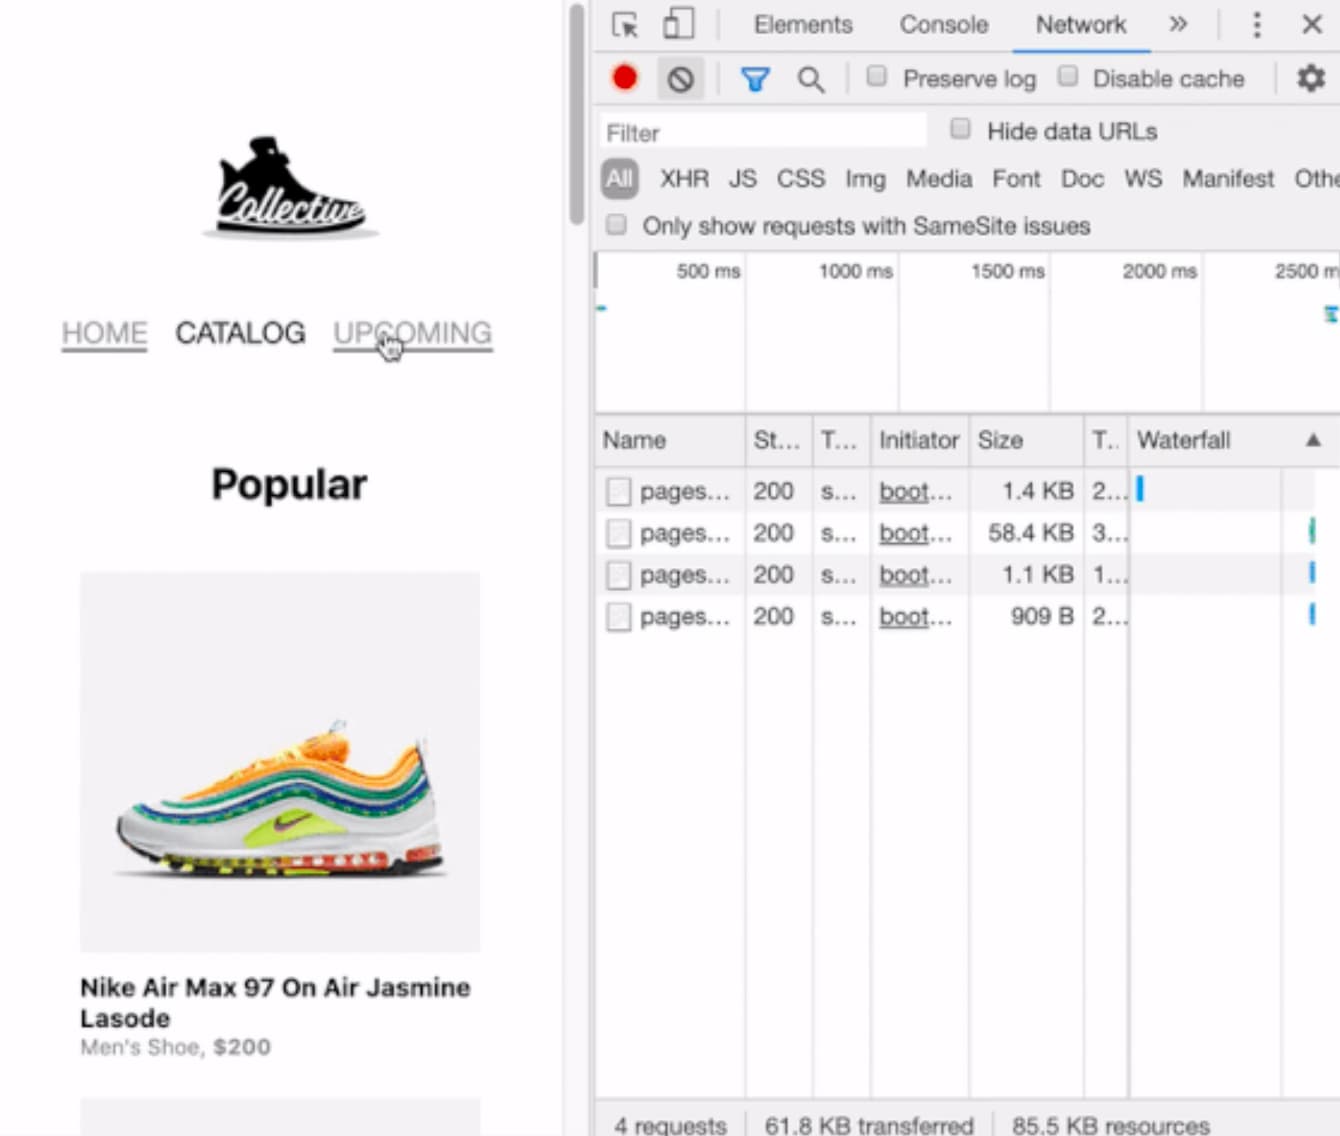 Collective
HOME CATALOG UPCOMING
Popular
Nike Air Max 97 On Air Jasmine
Lasode
Men's Shoe, $200
Elements Console Network »
Preserve log Disable cache
Filter Hide data URLs
All XHR JS CSS Img Media Font Doc WS Manifest Othe
Only show requests with SameSite issues
500 ms 1000 ms 1500 ms 2000 ms 2500 m
Name St... T... Initiator Size T.. Waterfall
pages... 200 s... boot... 1.4 KB 2...
pages... 200 s... boot... 58.4 KB 3...
pages... 200 s... boot... 1.1 KB 1...
pages... 200 s... boot... 909 B 2...
4 requests 61.8 KB transferred 85.5 KB resources